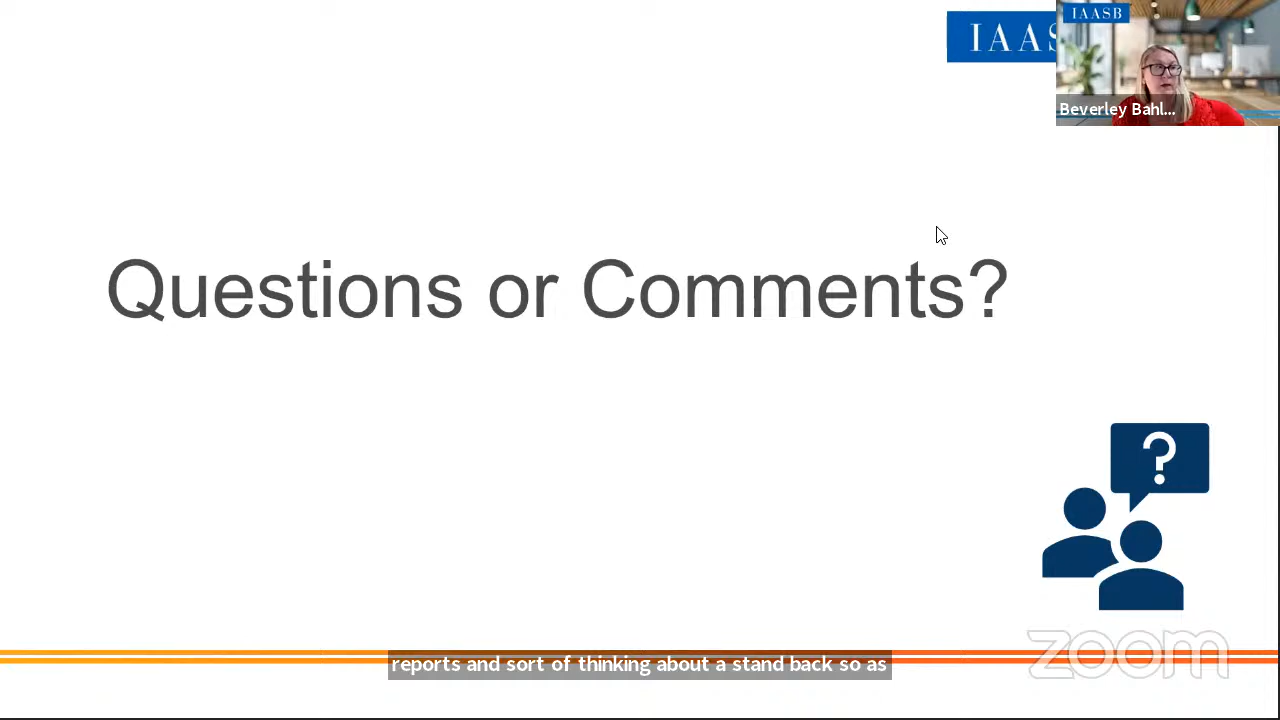 IAAS
IAASB
Beverley Bahl...
Questions or Comments?
?
reports and sort of thinking about a stand back so as
zoom